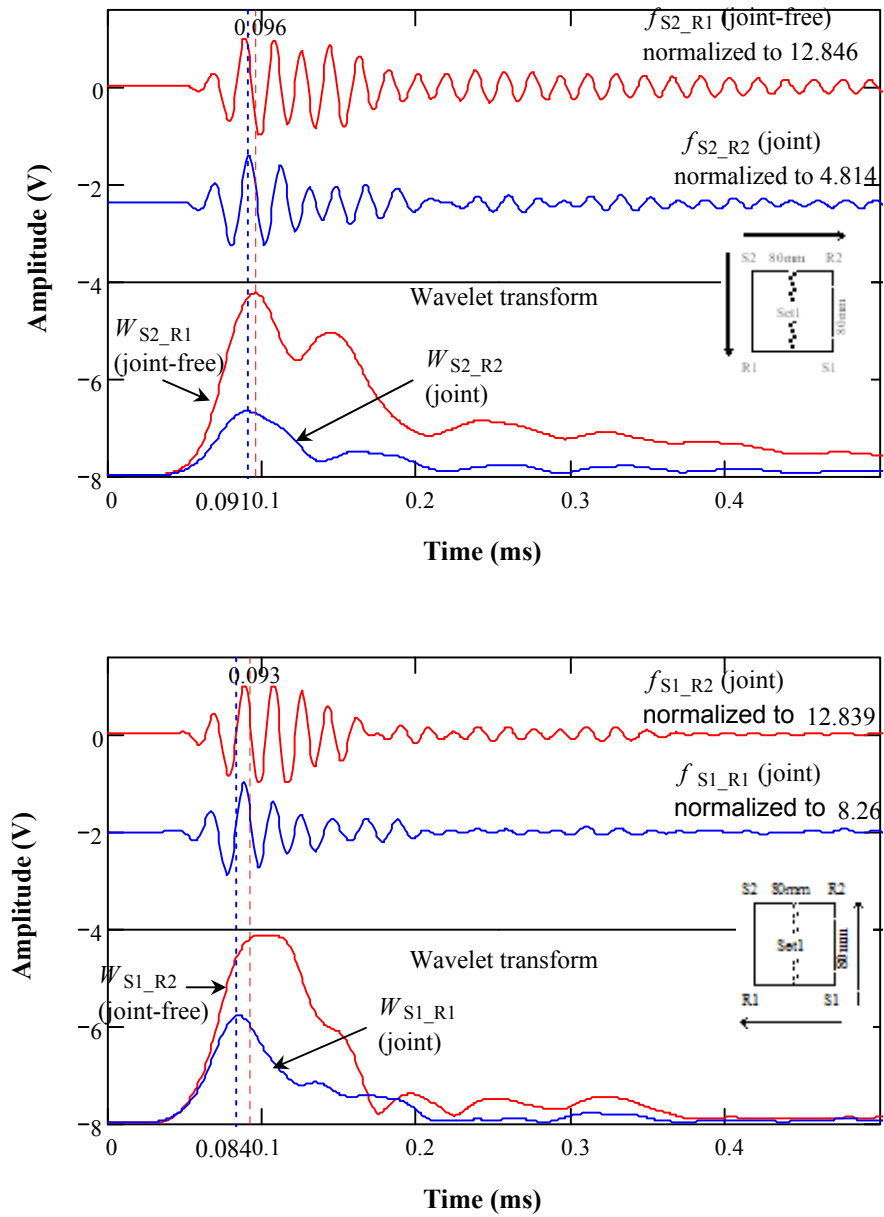 0.096
f S2_R1 (joint-free)
normalized to 12.846
0
f S2_R2 (joint)
normalized to 4.814
−2
Amplitude (V)
S2 80mm R2
Set1
80mm
R1 S1
−4
Wavelet transform
W S2_R1
(joint-free)
W S2_R2
(joint)
−6
−8
0 0.091 0.1 0.2 0.3 0.4
Time (ms)
0.093
f S1_R2 (joint)
normalized to 12.839
0
f S1_R1 (joint)
normalized to 8.26
−2
Amplitude (V)
S2 80mm R2
Set1
80mm
R1 S1
−4
Wavelet transform
W S1_R2
(joint-free)
W S1_R1
(joint)
−6
−8
0 0.084 0.1 0.2 0.3 0.4
Time (ms)